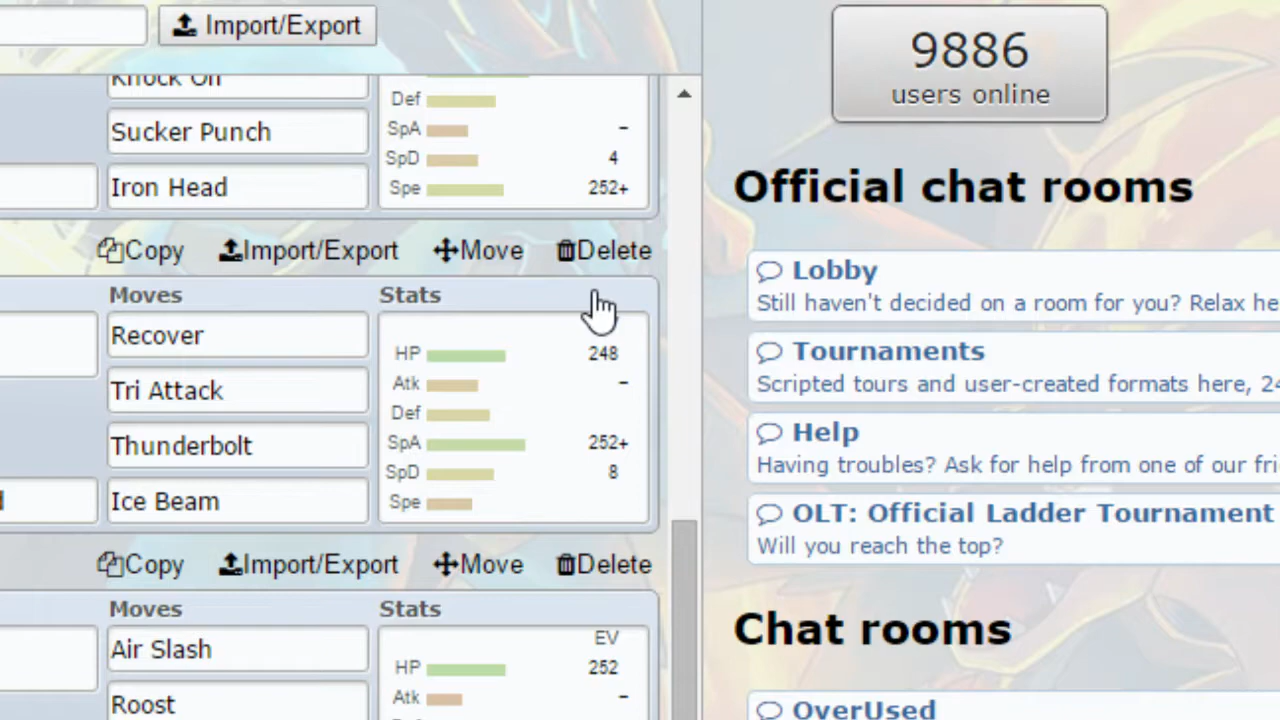 Import/Export
Knock Off
Def
Sucker Punch
SpA -
SpD 4
Iron Head
Spe 252+
Copy Import/Export Move Delete
Moves Stats
Recover
HP 248
Tri Attack
Atk -
Def
Thunderbolt
SpA 252+
SpD 8
Ice Beam
Spe
Copy Import/Export Move Delete
Moves Stats
EV
Air Slash
HP 252
Roost
Atk -
9886
users online
Official chat rooms
Lobby
Still haven't decided on a room for you? Relax he
Tournaments
Scripted tours and user-created formats here, 24
Help
Having troubles? Ask for help from one of our fri
OLT: Official Ladder Tournament
Will you reach the top?
Chat rooms
OverUsed